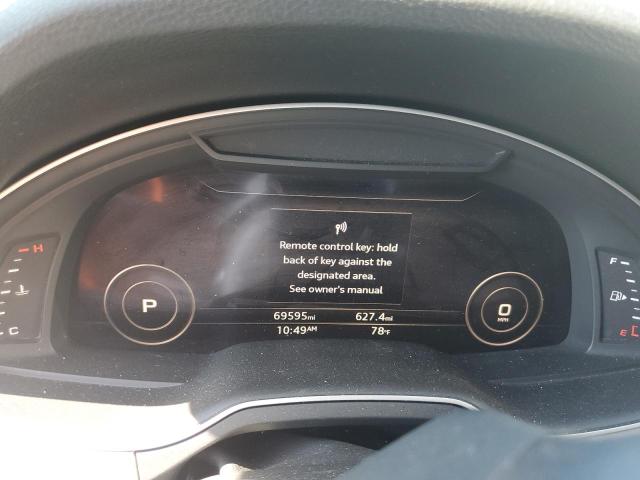 Remote control key: hold
back of key against the
designated area.
See owner's manual
H
C
P
69595mi 627.4mi
10:49AM 78°F
0
MPH
F
E